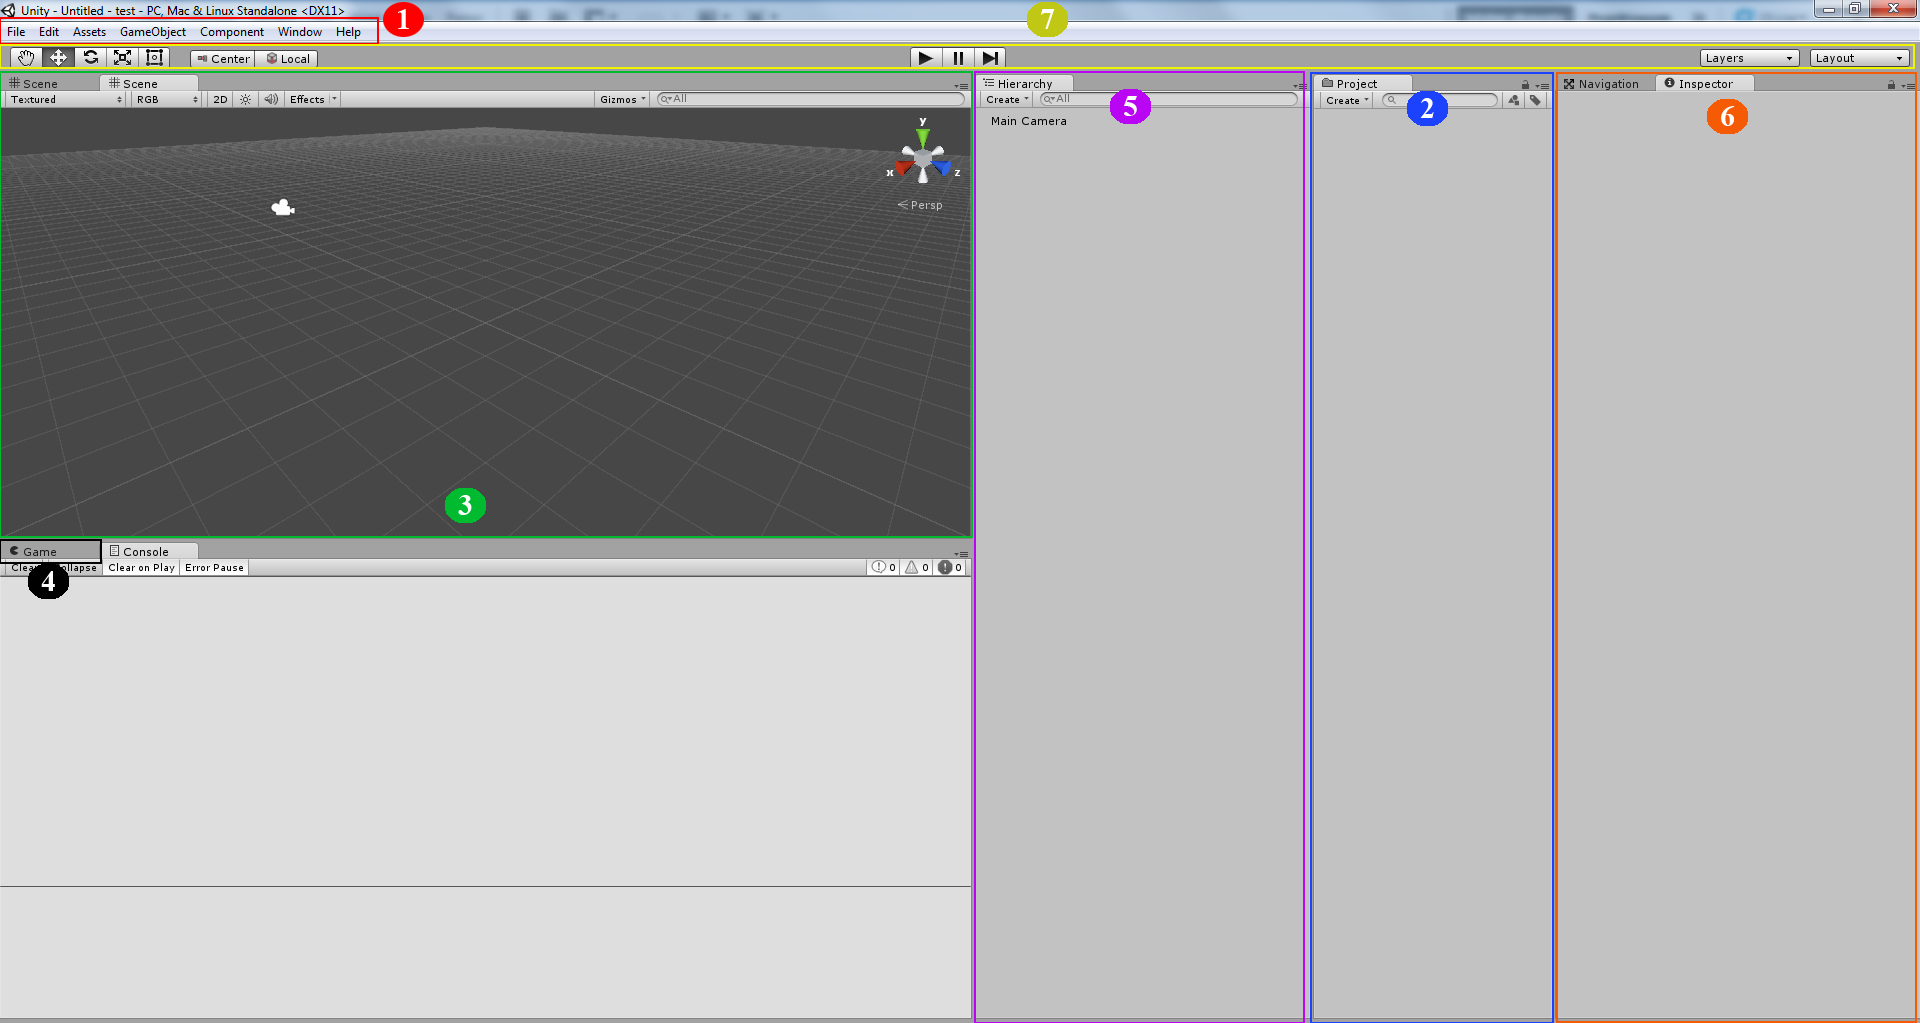 Unity - Untitled - test - PC, Mac & Linux Standalone <DX11>
1
7
File Edit Assets GameObject Component Window Help
Center Local
Layers Layout
Scene Scene
Textured RGB 2D Effects Gizmos All
y
x z
Persp
3
Hierarchy
Create All
5
Main Camera
Project
Create
2
Navigation Inspector
6
Game Console
Clear on Play Error Pause 0 0 0
4